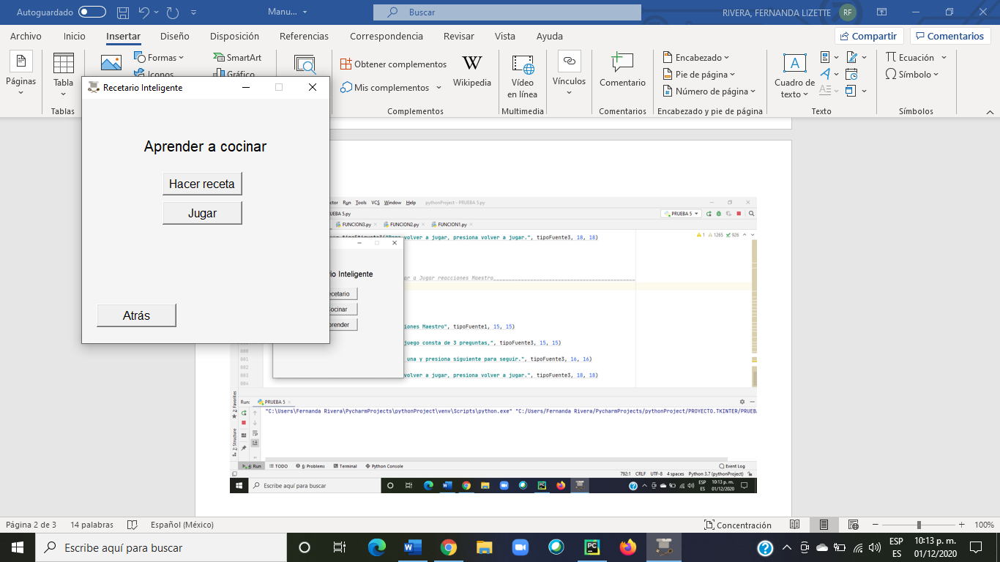 Autoguardado
Manu...
Buscar
RIVERA, FERNANDA LIZETTE
RF
Archivo Inicio Insertar Diseño Disposición Referencias Correspondencia Revisar Vista Ayuda
Compartir
Comentarios
Páginas
Tabla
Tablas
Formas
Iconos
SmartArt
Gráfico
Obtener complementos
Mis complementos
Wikipedia
Complementos
Vídeo
en línea
Multimedia
Vínculos
Comentario
Comentarios
Encabezado
Pie de página
Número de página
Encabezado y pie de página
Cuadro de
texto
Texto
Ecuación
Símbolo
Símbolos
Recetario Inteligente
Aprender a cocinar
Hacer receta
Jugar
Atrás
ctor Run Tools VCS Window Help pythonProject - PRUEBA 5.py
UEBA 5.py
PRUEBA 5
FUNCION3.py FUNCION2.py FUNCION1.py
volver a jugar, presiona volver a jugar.", tipoFuente3, 18, 18)
1 1265 926
ar a Jugar reacciones Maestro
io Inteligente
ecetario
ocinar
prender
iones Maestro", tipoFuente1, 15, 15)
juego consta de 3 preguntas,", tipoFuente3, 15, 15)
una y presiona siguiente para seguir.", tipoFuente3, 16, 16)
volver a jugar, presiona volver a jugar.", tipoFuente3, 18, 18)
000
001
002
003
004
2: Favorites
Z: Structure
Run: PRUEBA 5
"C:\Users\Fernanda Rivera\PycharmProjects\pythonProject\venv\Scripts\python.exe" "C:/Users/Fernanda Rivera/PycharmProjects/pythonProject/PROYECTO.TKINTER/PRUEBA
4: Run TODO 6: Problems Terminal Python Console Event Log
792:1 CRLF UTF-8 4 spaces Python 3.7 (pythonProject)
Escribe aquí para buscar
ESP
ES
10:13 p. m.
01/12/2020
Página 2 de 3 14 palabras Español (México)
Concentración
100%
Escribe aquí para buscar
ESP
ES
10:13 p. m.
01/12/2020